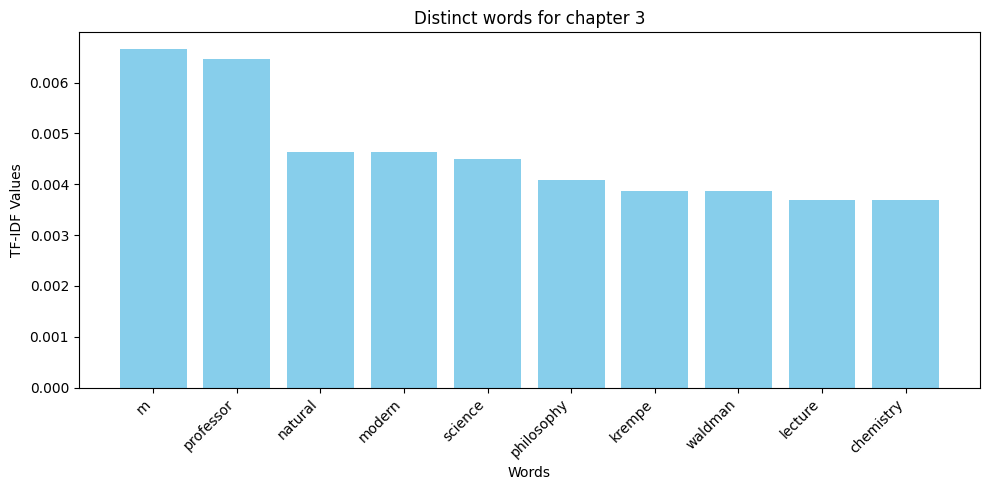 Distinct words for chapter 3
TF-IDF Values
0.006
0.005
0.004
0.003
0.002
0.001
0.000
m
professor
natural
modern
science
philosophy
krempe
waldman
lecture
chemistry
Words